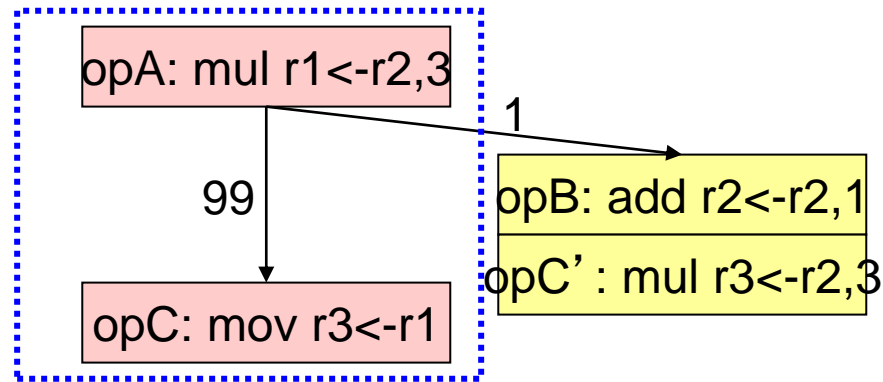 opA: mul r1<-r2,3
1
99
opB: add r2<-r2,1
opC’: mul r3<-r2,3
opC: mov r3<-r1